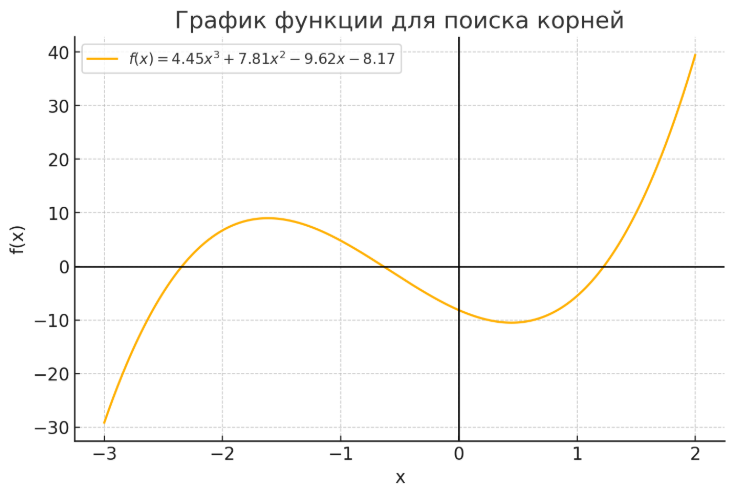 График функции для поиска корней
f(x) = 4.45x³ + 7.81x² − 9.62x − 8.17
f(x)
40
30
20
10
0
−10
−20
−30
−3 −2 −1 0 1 2
x